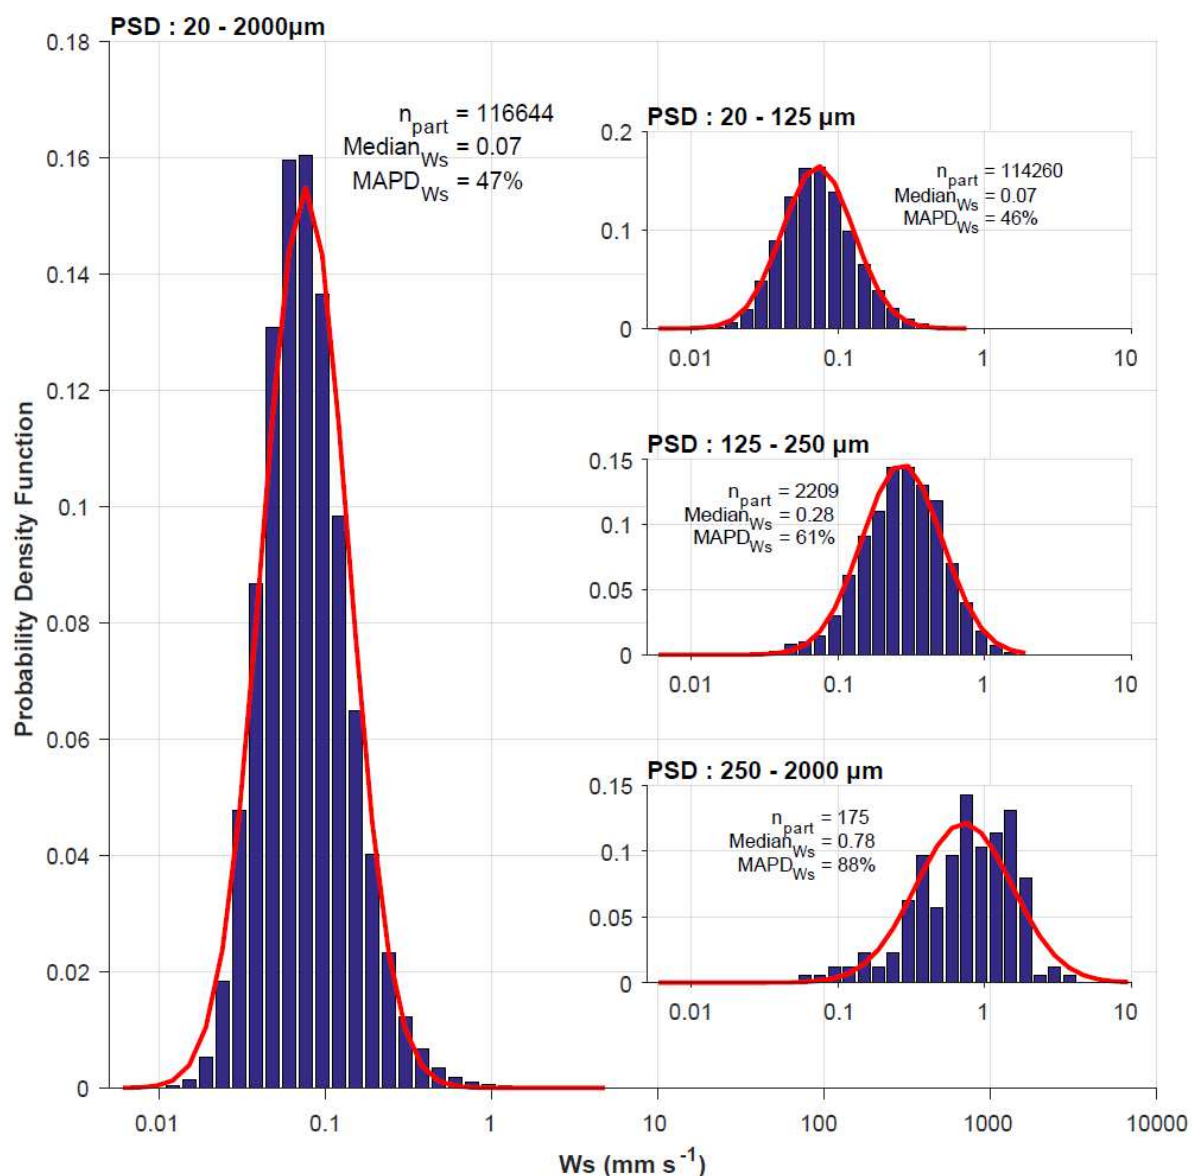 PSD : 20 - 2000µm
0.18
0.16
0.14
0.12
0.1
0.08
0.06
0.04
0.02
0
Probability Density Function
n_part = 116644
Median_Ws = 0.07
MAPD_Ws = 47%
0.01
0.1
1
10
100
1000
10000
Ws (mm s^-1)
PSD : 20 - 125 µm
0.2
0.1
0
n_part = 114260
Median_Ws = 0.07
MAPD_Ws = 46%
0.01
0.1
1
10
PSD : 125 - 250 µm
0.15
0.1
0.05
0
n_part = 2209
Median_Ws = 0.28
MAPD_Ws = 61%
0.01
0.1
1
10
PSD : 250 - 2000 µm
0.15
0.1
0.05
0
n_part = 175
Median_Ws = 0.78
MAPD_Ws = 88%
0.01
0.1
1
10